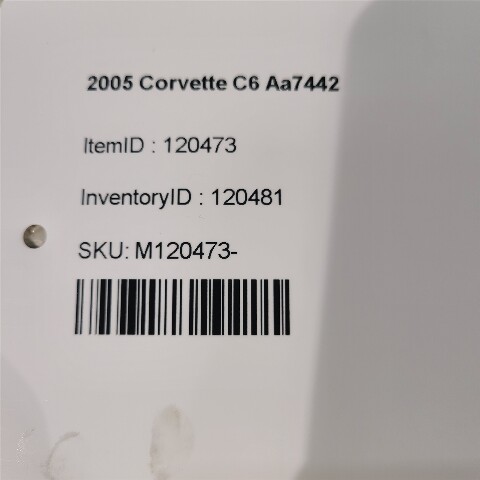 2005 Corvette C6 Aa7442
ItemID : 120473
InventoryID : 120481
SKU: M120473-